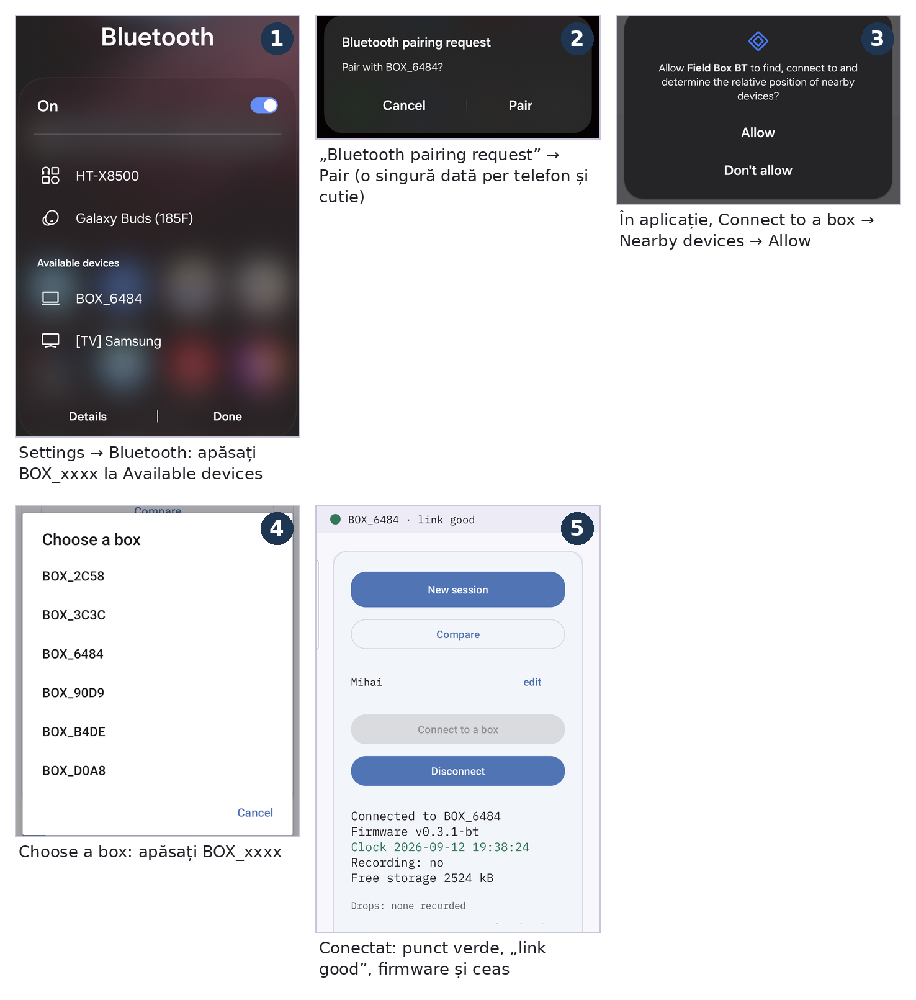 Bluetooth
1
On
HT-X8500
Galaxy Buds (185F)
Available devices
BOX_6484
[TV] Samsung
Details
Done
Settings → Bluetooth: apăsați
BOX_xxxx la Available devices
2
Bluetooth pairing request
Pair with BOX_6484?
Cancel
Pair
„Bluetooth pairing request” →
Pair (o singură dată per telefon și
cutie)
3
Allow Field Box BT to find, connect to and
determine the relative position of nearby
devices?
Allow
Don't allow
În aplicație, Connect to a box →
Nearby devices → Allow
Compare
4
Choose a box
BOX_2C58
BOX_3C3C
BOX_6484
BOX_90D9
BOX_B4DE
BOX_D0A8
Cancel
Choose a box: apăsați BOX_xxxx
BOX_6484 · link good
5
New session
Compare
Mihai
edit
Connect to a box
Disconnect
Connected to BOX_6484
Firmware v0.3.1-bt
Clock 2026-09-12 19:38:24
Recording: no
Free storage 2524 kB
Drops: none recorded
Conectat: punct verde, „link
good”, firmware și ceas